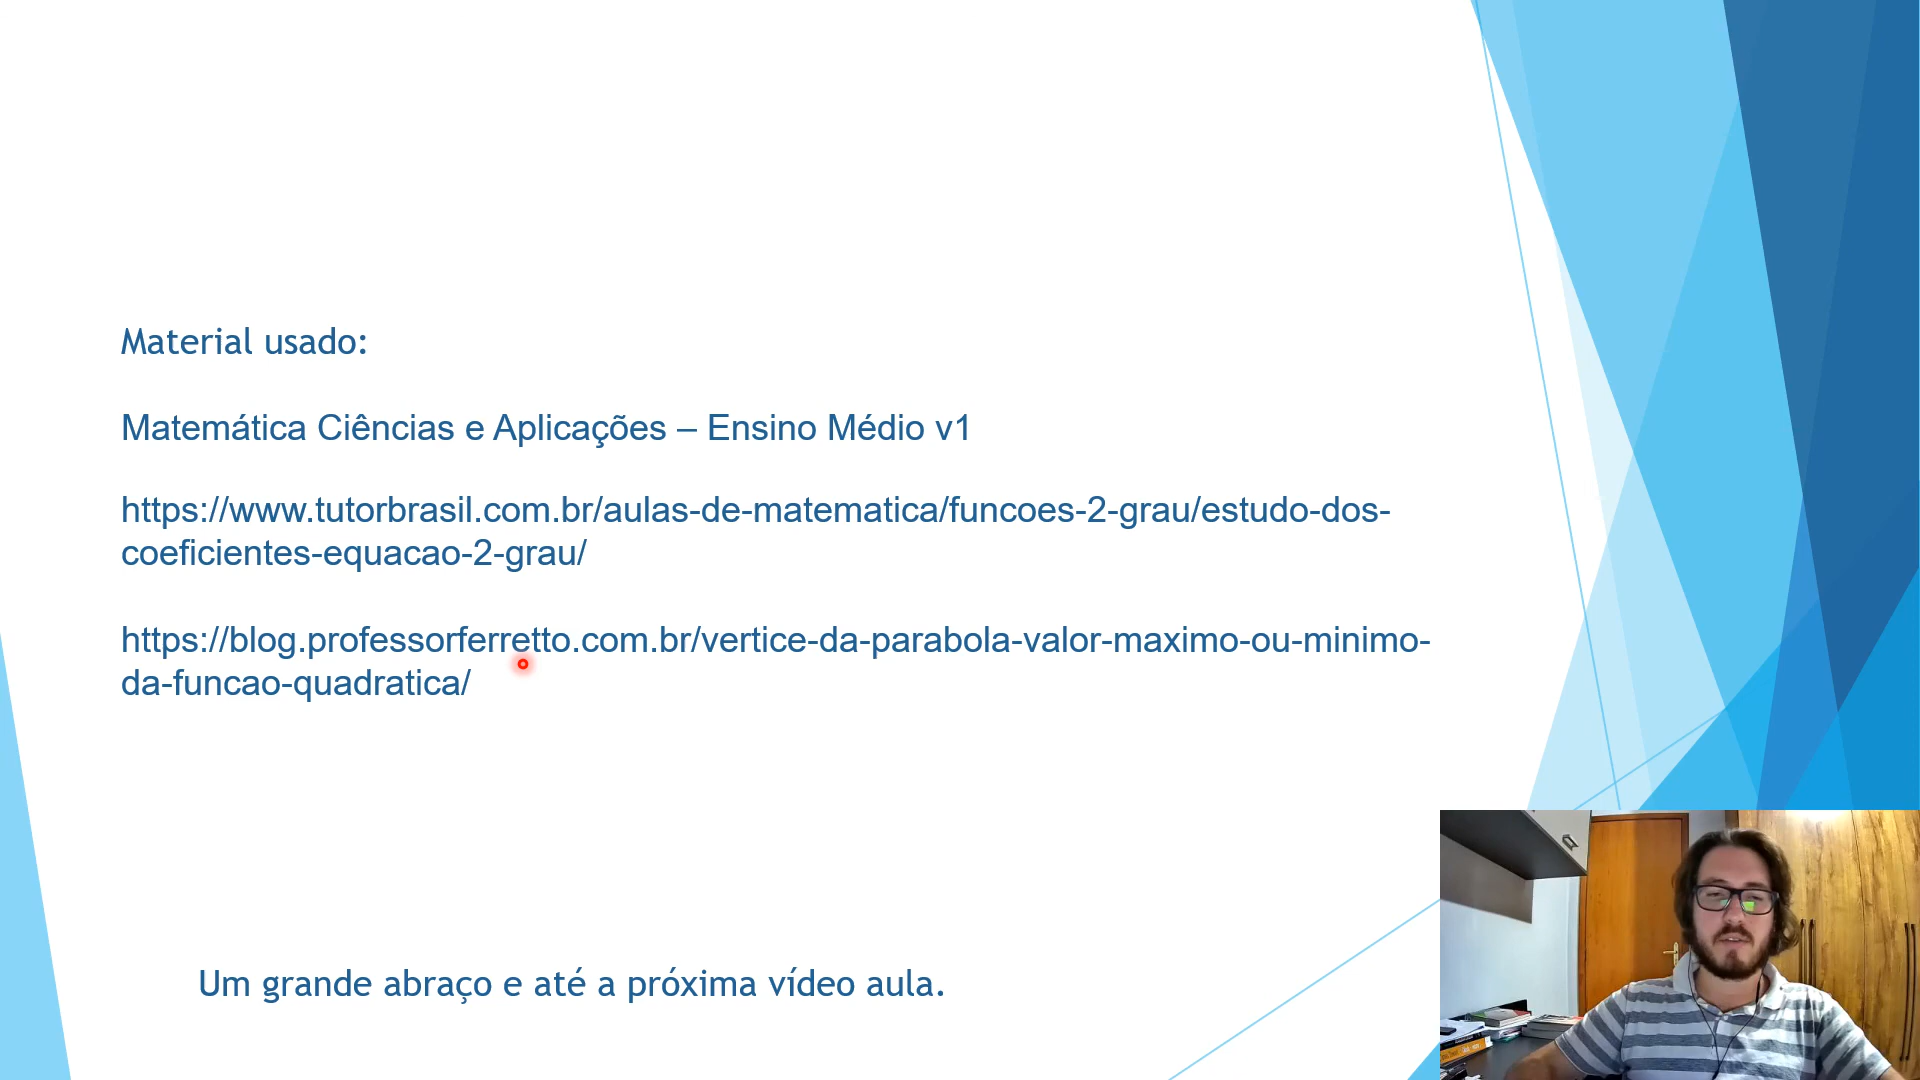 Material usado:
Matemática Ciências e Aplicações – Ensino Médio v1
https://www.tutorbrasil.com.br/aulas-de-matematica/funcoes-2-grau/estudo-dos-
coeficientes-equacao-2-grau/
https://blog.professorferretto.com.br/vertice-da-parabola-valor-maximo-ou-minimo-
da-funcao-quadratica/
Um grande abraço e até a próxima vídeo aula.